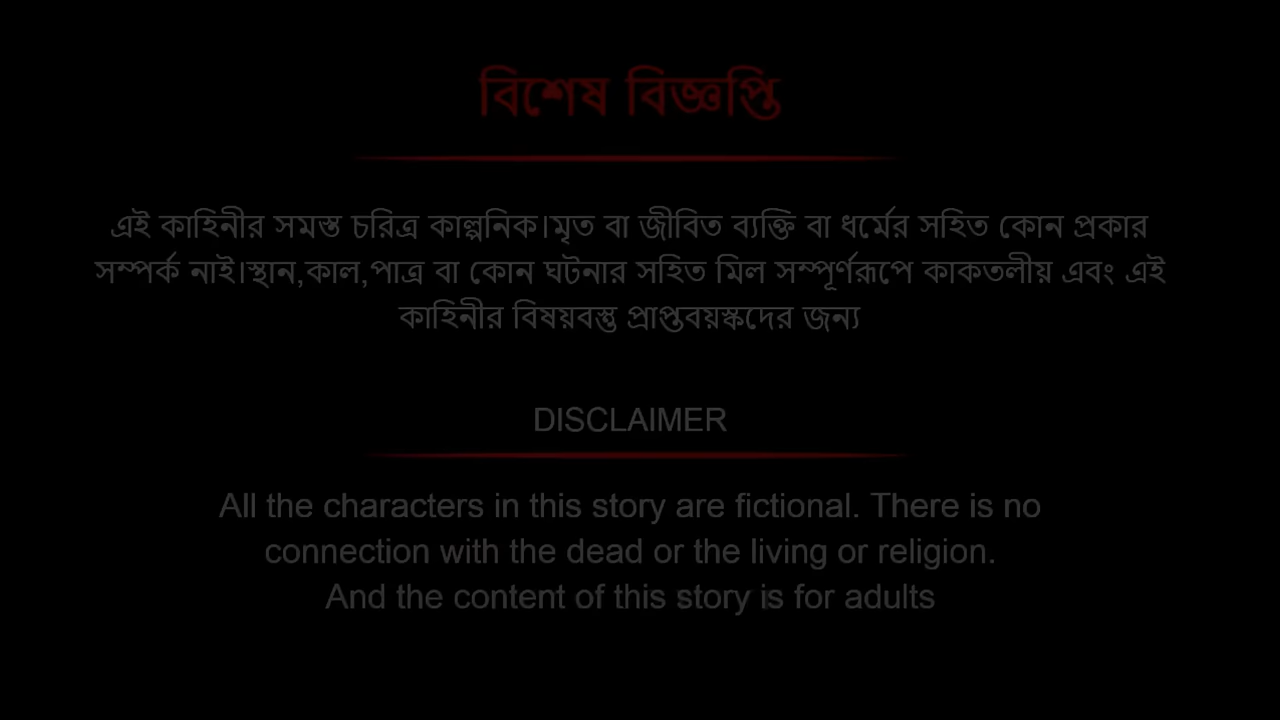 বিশেষ বিজ্ঞপ্তি
এই কাহিনীর সমস্ত চরিত্র কাল্পনিক।মৃত বা জীবিত ব্যক্তি বা ধর্মের সহিত কোন প্রকার
সম্পর্ক নাই।স্থান,কাল,পাত্র বা কোন ঘটনার সহিত মিল সম্পূর্ণরূপে কাকতলীয় এবং এই
কাহিনীর বিষয়বস্তু প্রাপ্তবয়স্কদের জন্য
DISCLAIMER
All the characters in this story are fictional. There is no
connection with the dead or the living or religion.
And the content of this story is for adults